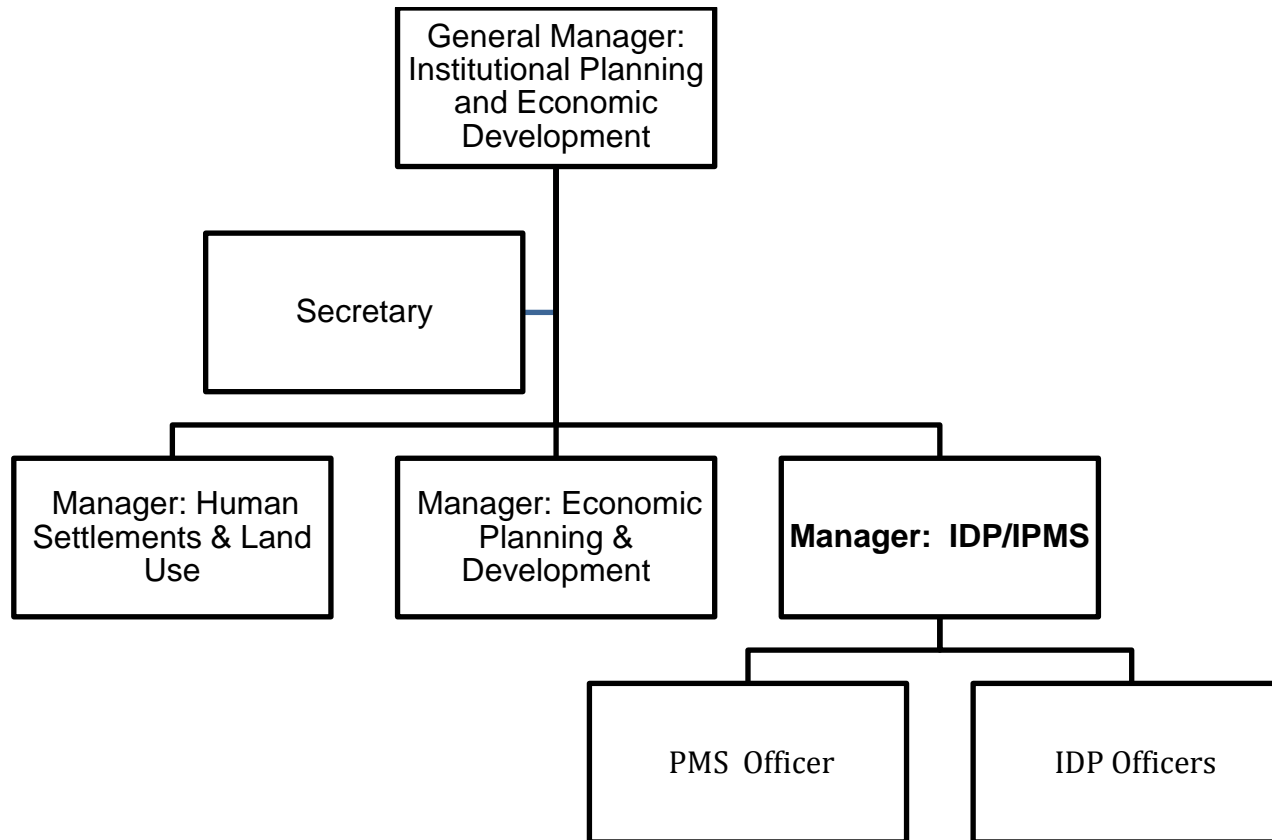 General Manager:
Institutional Planning
and Economic
Development
Secretary
Manager: Human
Settlements & Land
Use
Manager: Economic
Planning &
Development
Manager:  IDP/IPMS
PMS  Officer
IDP Officers